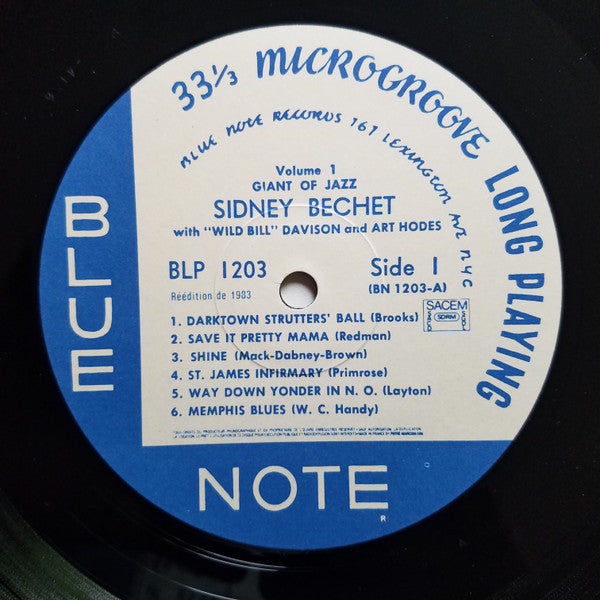 33⅓ MICROGROOVE LONG PLAYING
BLUE NOTE RECORDS 767 LEXINGTON AVE N.Y.C
Volume 1
GIANT OF JAZZ
SIDNEY BECHET
with "WILD BILL" DAVISON and ART HODES
BLP 1203
Side 1
Réédition de 1983
(BN 1203-A)
SACEM
SDRM
1. DARKTOWN STRUTTERS' BALL (Brooks)
2. SAVE IT PRETTY MAMA (Redman)
3. SHINE (Mack-Dabney-Brown)
4. ST. JAMES INFIRMARY (Primrose)
5. WAY DOWN YONDER IN N. O. (Layton)
6. MEMPHIS BLUES (W. C. Handy)
BLUE
NOTE
R